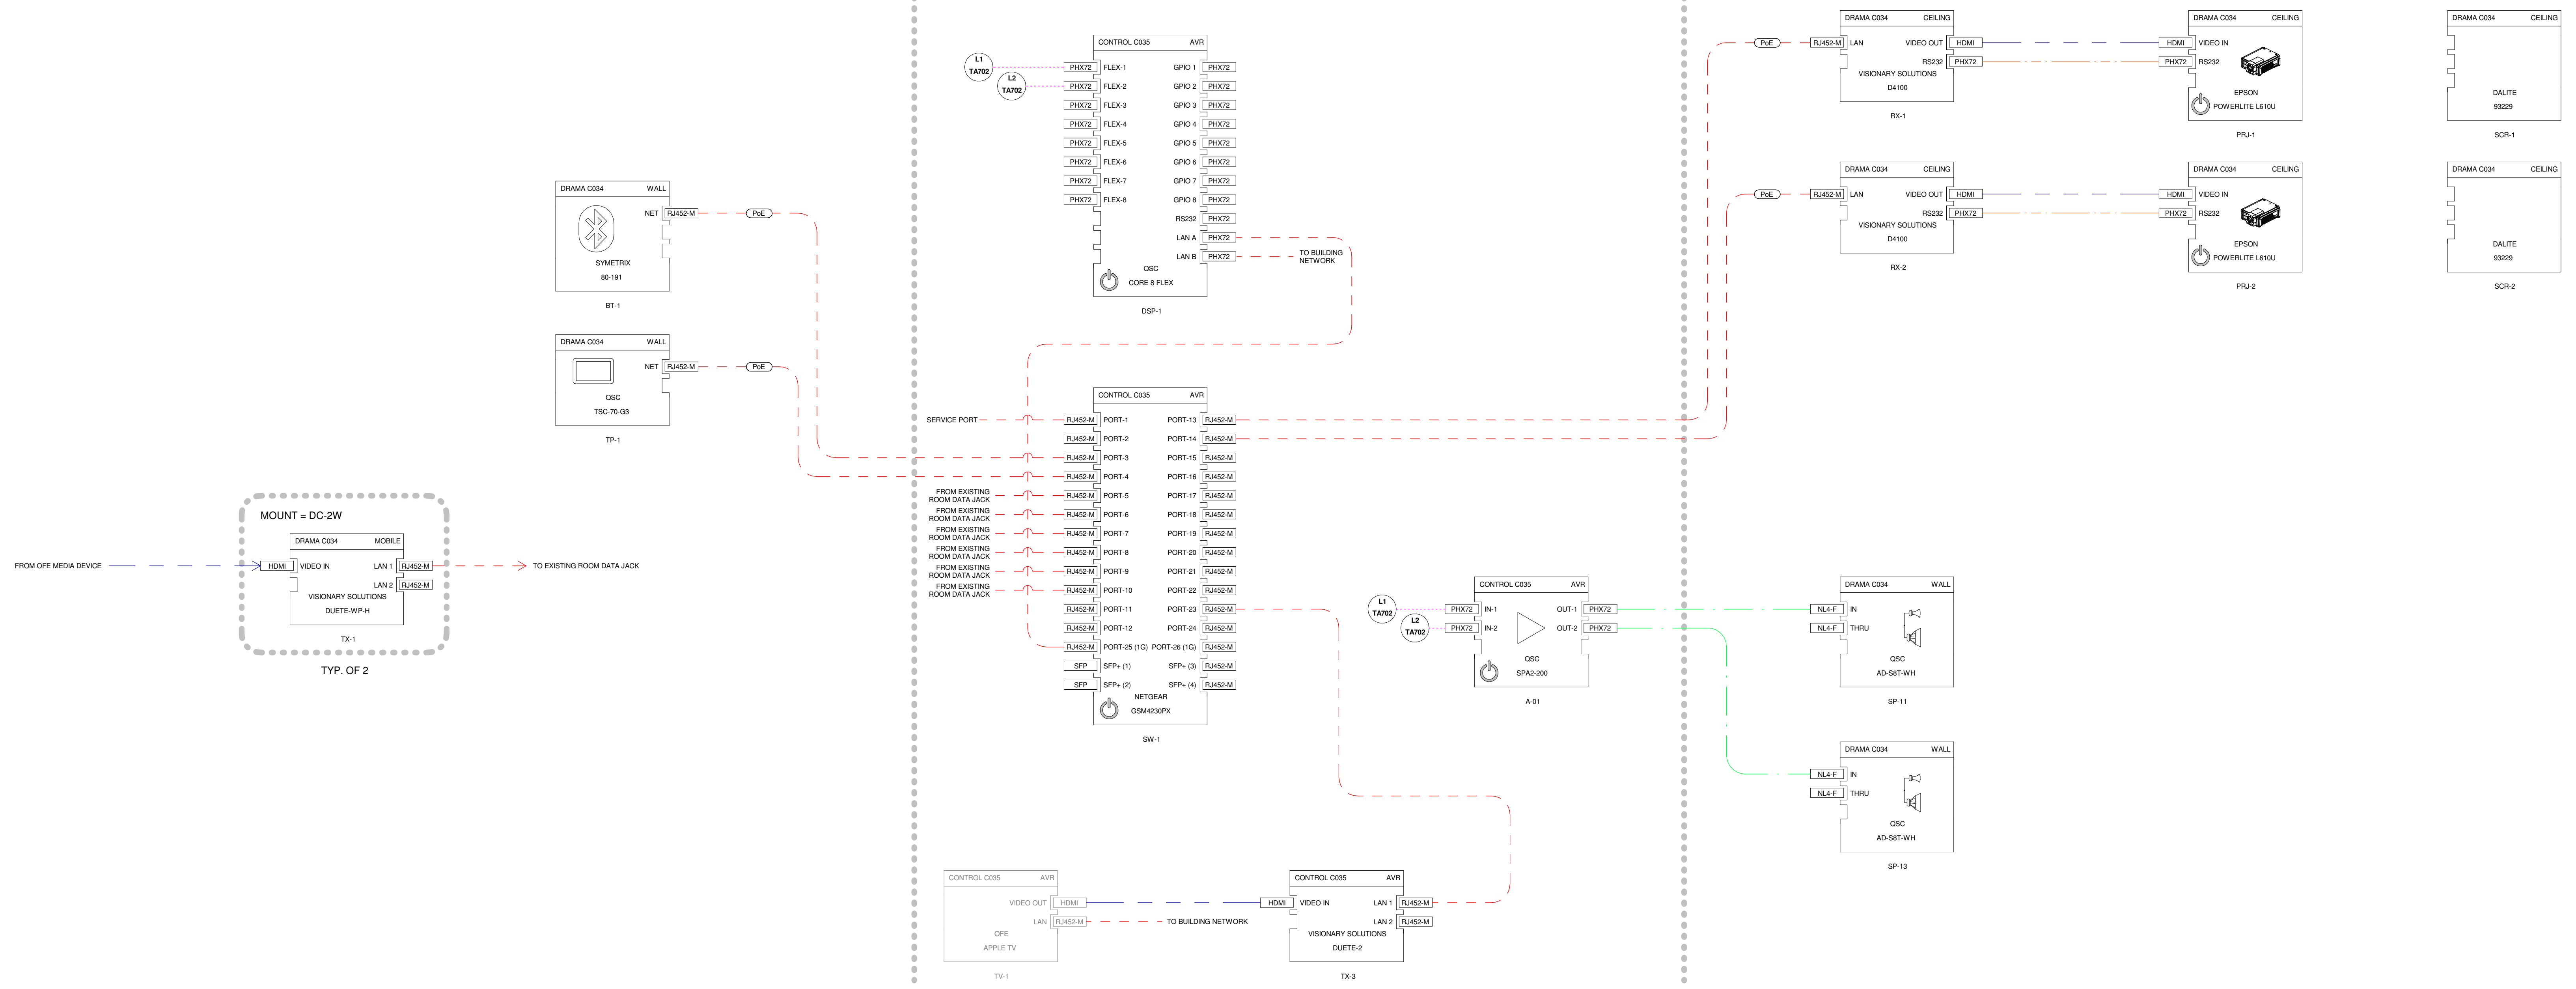 FROM OFE MEDIA DEVICE
MOUNT = DC-2W
DRAMA C034 MOBILE
HDMI VIDEO IN LAN 1 RJ452-M
LAN 2 RJ452-M
VISIONARY SOLUTIONS
DUETE-WP-H
TX-1
TYP. OF 2
TO EXISTING ROOM DATA JACK
DRAMA C034 WALL
NET RJ452-M PoE
SYMETRIX
80-191
BT-1
DRAMA C034 WALL
NET RJ452-M PoE
QSC
TSC-70-G3
TP-1
L1
TA702
L2
TA702
CONTROL C035 AVR
PHX72 FLEX-1 GPIO 1 PHX72
PHX72 FLEX-2 GPIO 2 PHX72
PHX72 FLEX-3 GPIO 3 PHX72
PHX72 FLEX-4 GPIO 4 PHX72
PHX72 FLEX-5 GPIO 5 PHX72
PHX72 FLEX-6 GPIO 6 PHX72
PHX72 FLEX-7 GPIO 7 PHX72
PHX72 FLEX-8 GPIO 8 PHX72
RS232 PHX72
LAN A PHX72
LAN B PHX72
TO BUILDING
NETWORK
QSC
CORE 8 FLEX
DSP-1
CONTROL C035 AVR
SERVICE PORT RJ452-M PORT-1 PORT-13 RJ452-M
RJ452-M PORT-2 PORT-14 RJ452-M
RJ452-M PORT-3 PORT-15 RJ452-M
RJ452-M PORT-4 PORT-16 RJ452-M
FROM EXISTING
ROOM DATA JACK
RJ452-M PORT-5 PORT-17 RJ452-M
FROM EXISTING
ROOM DATA JACK
RJ452-M PORT-6 PORT-18 RJ452-M
FROM EXISTING
ROOM DATA JACK
RJ452-M PORT-7 PORT-19 RJ452-M
FROM EXISTING
ROOM DATA JACK
RJ452-M PORT-8 PORT-20 RJ452-M
FROM EXISTING
ROOM DATA JACK
RJ452-M PORT-9 PORT-21 RJ452-M
FROM EXISTING
ROOM DATA JACK
RJ452-M PORT-10 PORT-22 RJ452-M
RJ452-M PORT-11 PORT-23 RJ452-M
RJ452-M PORT-12 PORT-24 RJ452-M
RJ452-M PORT-25 (1G) PORT-26 (1G) RJ452-M
SFP SFP+ (1) SFP+ (3) RJ452-M
SFP SFP+ (2) SFP+ (4) RJ452-M
NETGEAR
GSM4230PX
SW-1
CONTROL C035 AVR
VIDEO OUT HDMI
LAN RJ452-M
TO BUILDING NETWORK
OFE
APPLE TV
TV-1
CONTROL C035 AVR
HDMI VIDEO IN LAN 1 RJ452-M
LAN 2 RJ452-M
VISIONARY SOLUTIONS
DUETE-2
TX-3
L1
TA702
L2
TA702
CONTROL C035 AVR
PHX72 IN-1 OUT-1 PHX72
PHX72 IN-2 OUT-2 PHX72
QSC
SPA2-200
A-01
DRAMA C034 CEILING
PoE RJ452-M LAN VIDEO OUT HDMI
RS232 PHX72
VISIONARY SOLUTIONS
D4100
RX-1
DRAMA C034 CEILING
HDMI VIDEO IN
PHX72 RS232
EPSON
POWERLITE L610U
PRJ-1
DRAMA C034 CEILING
DALITE
93229
SCR-1
DRAMA C034 CEILING
PoE RJ452-M LAN VIDEO OUT HDMI
RS232 PHX72
VISIONARY SOLUTIONS
D4100
RX-2
DRAMA C034 CEILING
HDMI VIDEO IN
PHX72 RS232
EPSON
POWERLITE L610U
PRJ-2
DRAMA C034 CEILING
DALITE
93229
SCR-2
DRAMA C034 WALL
NL4-F IN
NL4-F THRU
QSC
AD-S8T-WH
SP-11
DRAMA C034 WALL
NL4-F IN
NL4-F THRU
QSC
AD-S8T-WH
SP-13